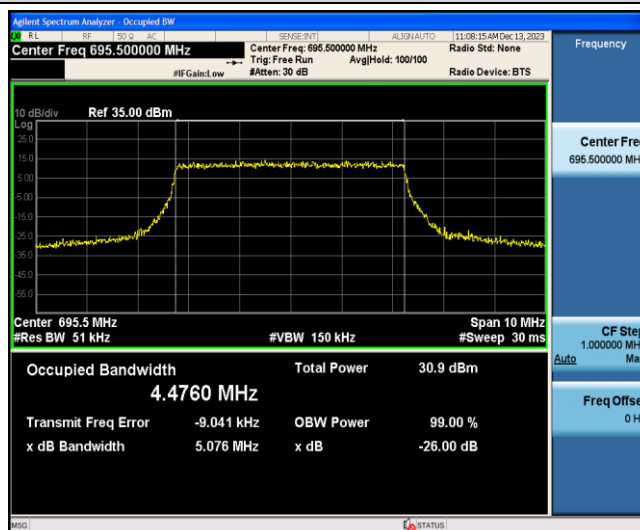 Agilent Spectrum Analyzer - Occupied BW
RL RF 50 Ω AC SENSE:INT ALIGN AUTO 11:08:15 AM Dec 13, 2023
Center Freq 695.500000 MHz
Center Freq: 695.500000 MHz
Radio Std: None
Trig: Free Run Avg|Hold: 100/100
#IFGain:Low #Atten: 30 dB Radio Device: BTS
10 dB/div Ref 35.00 dBm
Log
25.0
15.0
5.00
-5.00
-15.0
-25.0
-35.0
-45.0
-55.0
Center 695.5 MHz Span 10 MHz
#Res BW 51 kHz #VBW 150 kHz #Sweep 30 ms
Occupied Bandwidth Total Power 30.9 dBm
4.4760 MHz
Transmit Freq Error -9.041 kHz OBW Power 99.00 %
x dB Bandwidth 5.076 MHz x dB -26.00 dB
MSG STATUS
Frequency
Center Fre
695.500000 MH
CF Ste
1.000000 MH
Auto Ma
Freq Offse
0 H